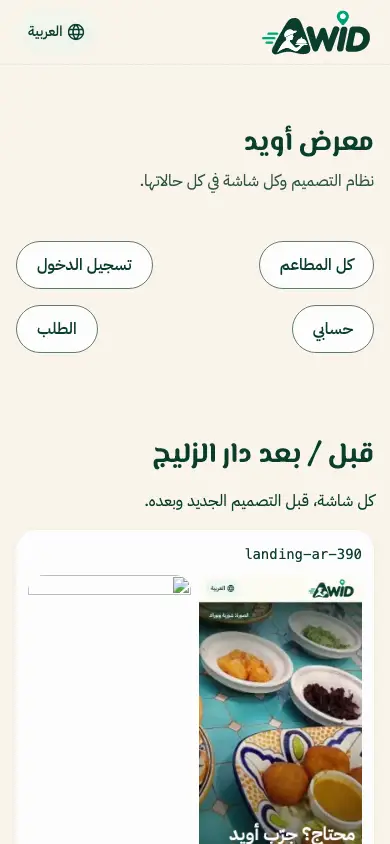 AWID
العربية
معرض أويد
نظام التصميم وكل شاشة في كل حالاتها.
كل المطاعم
تسجيل الدخول
حسابي
الطلب
قبل / بعد دار الزليج
كل شاشة، قبل التصميم الجديد وبعده.
landing-ar-390
AWID
العربية
محتاج؟ جرّب أويد